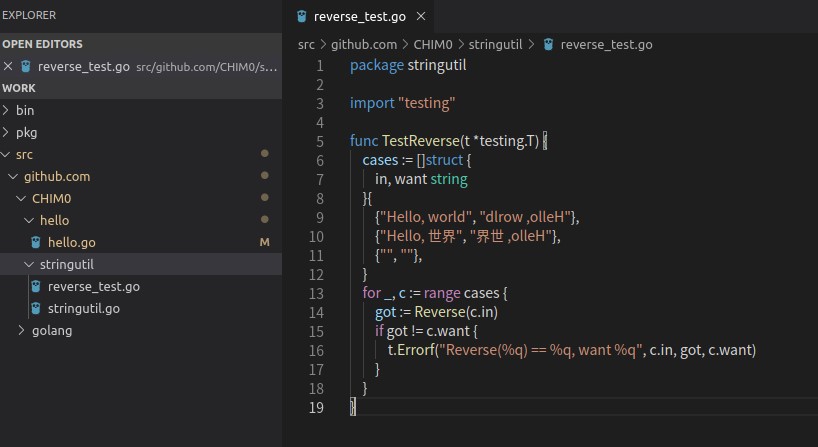 EXPLORER
OPEN EDITORS
reverse_test.go src/github.com/CHIM0/s...
WORK
bin
pkg
src
github.com
CHIM0
hello
hello.go M
stringutil
reverse_test.go
stringutil.go
golang
reverse_test.go
src > github.com > CHIM0 > stringutil > reverse_test.go
1 package stringutil
2
3 import "testing"
4
5 func TestReverse(t *testing.T) {
6 cases := []struct {
7 in, want string
8 }{
9 {"Hello, world", "dlrow ,olleH"},
10 {"Hello, 世界", "界世 ,olleH"},
11 {"", ""},
12 }
13 for _, c := range cases {
14 got := Reverse(c.in)
15 if got != c.want {
16 t.Errorf("Reverse(%q) == %q, want %q", c.in, got, c.want)
17 }
18 }
19 }